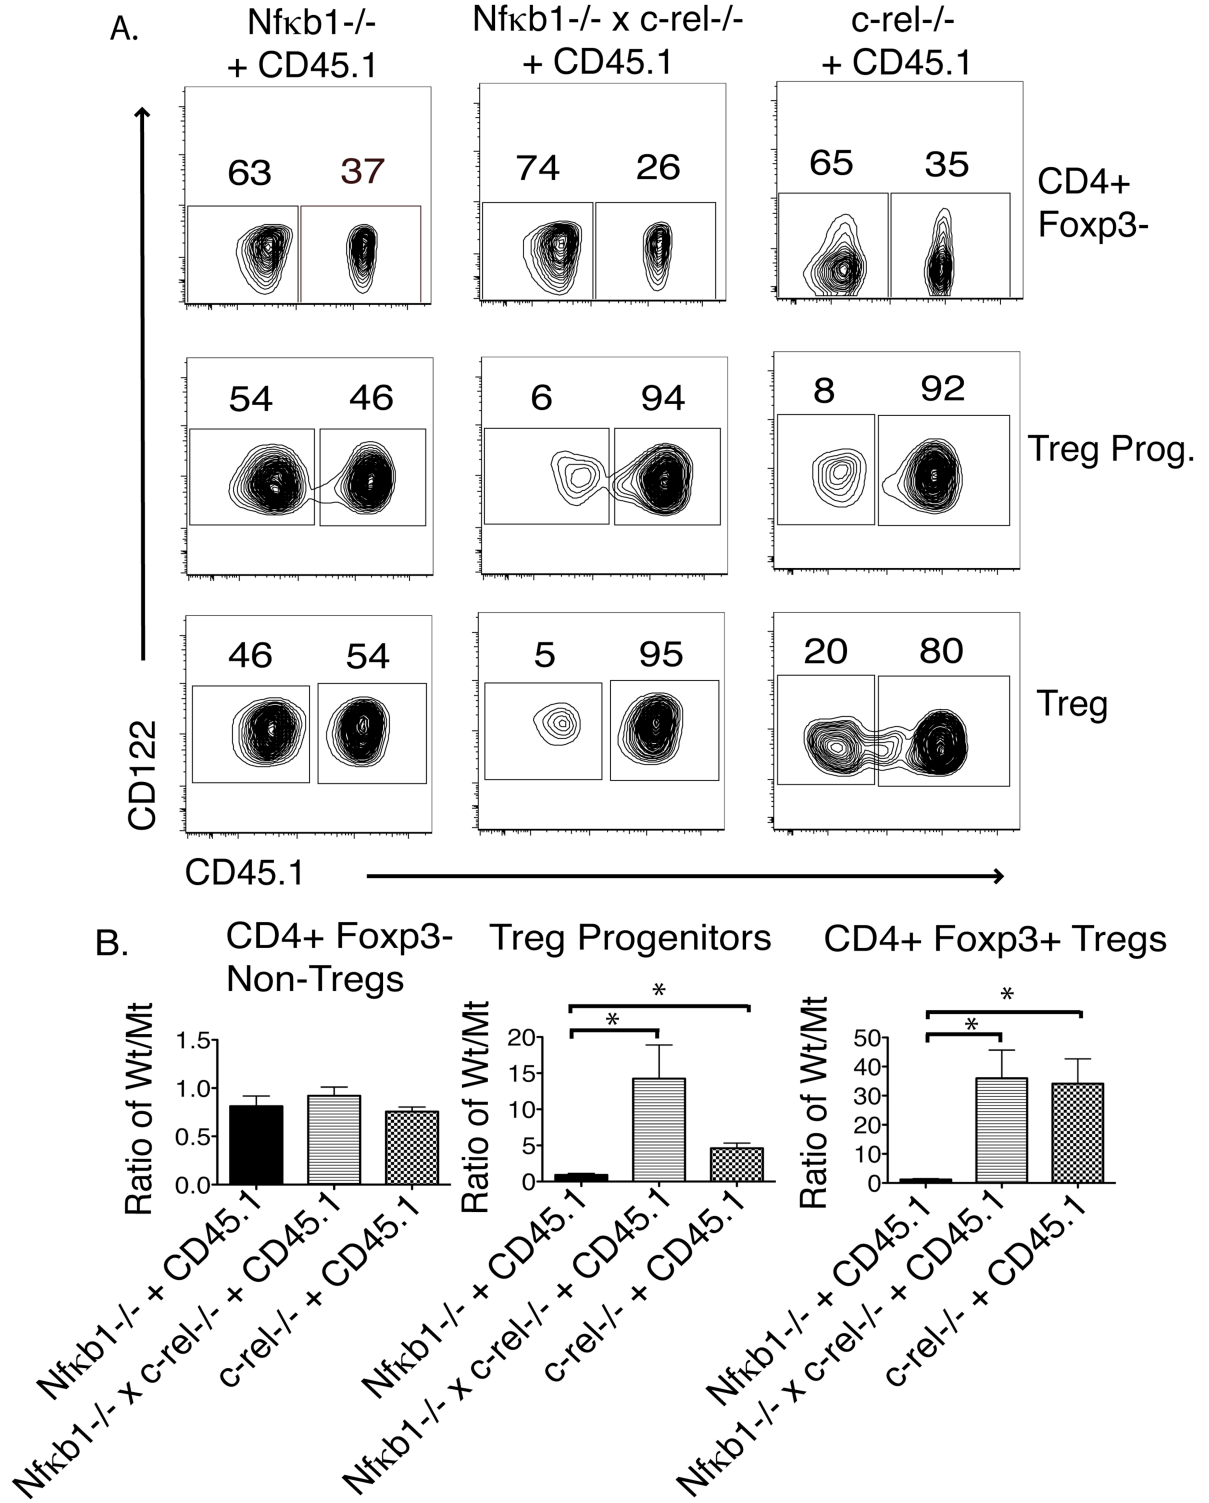 A.
Nfκb1-/-
+ CD45.1
Nfκb1-/- x c-rel-/-
+ CD45.1
c-rel-/-
+ CD45.1
63 37
74 26
65 35
CD4+
Foxp3-
54 46
6 94
8 92
Treg Prog.
46 54
5 95
20 80
Treg
CD122
CD45.1
B.
CD4+ Foxp3-
Non-Tregs
Ratio of Wt/Mt
1.5
1.0
0.5
0.0
Nfκb1-/- + CD45.1
Nfκb1-/- x c-rel-/- + CD45.1
c-rel-/- + CD45.1
Treg Progenitors
Ratio of Wt/Mt
20
15
10
5
0
*
*
Nfκb1-/- + CD45.1
Nfκb1-/- x c-rel-/- + CD45.1
c-rel-/- + CD45.1
CD4+ Foxp3+ Tregs
Ratio of Wt/Mt
50
40
30
20
10
0
*
*
Nfκb1-/- + CD45.1
Nfκb1-/- x c-rel-/- + CD45.1
c-rel-/- + CD45.1